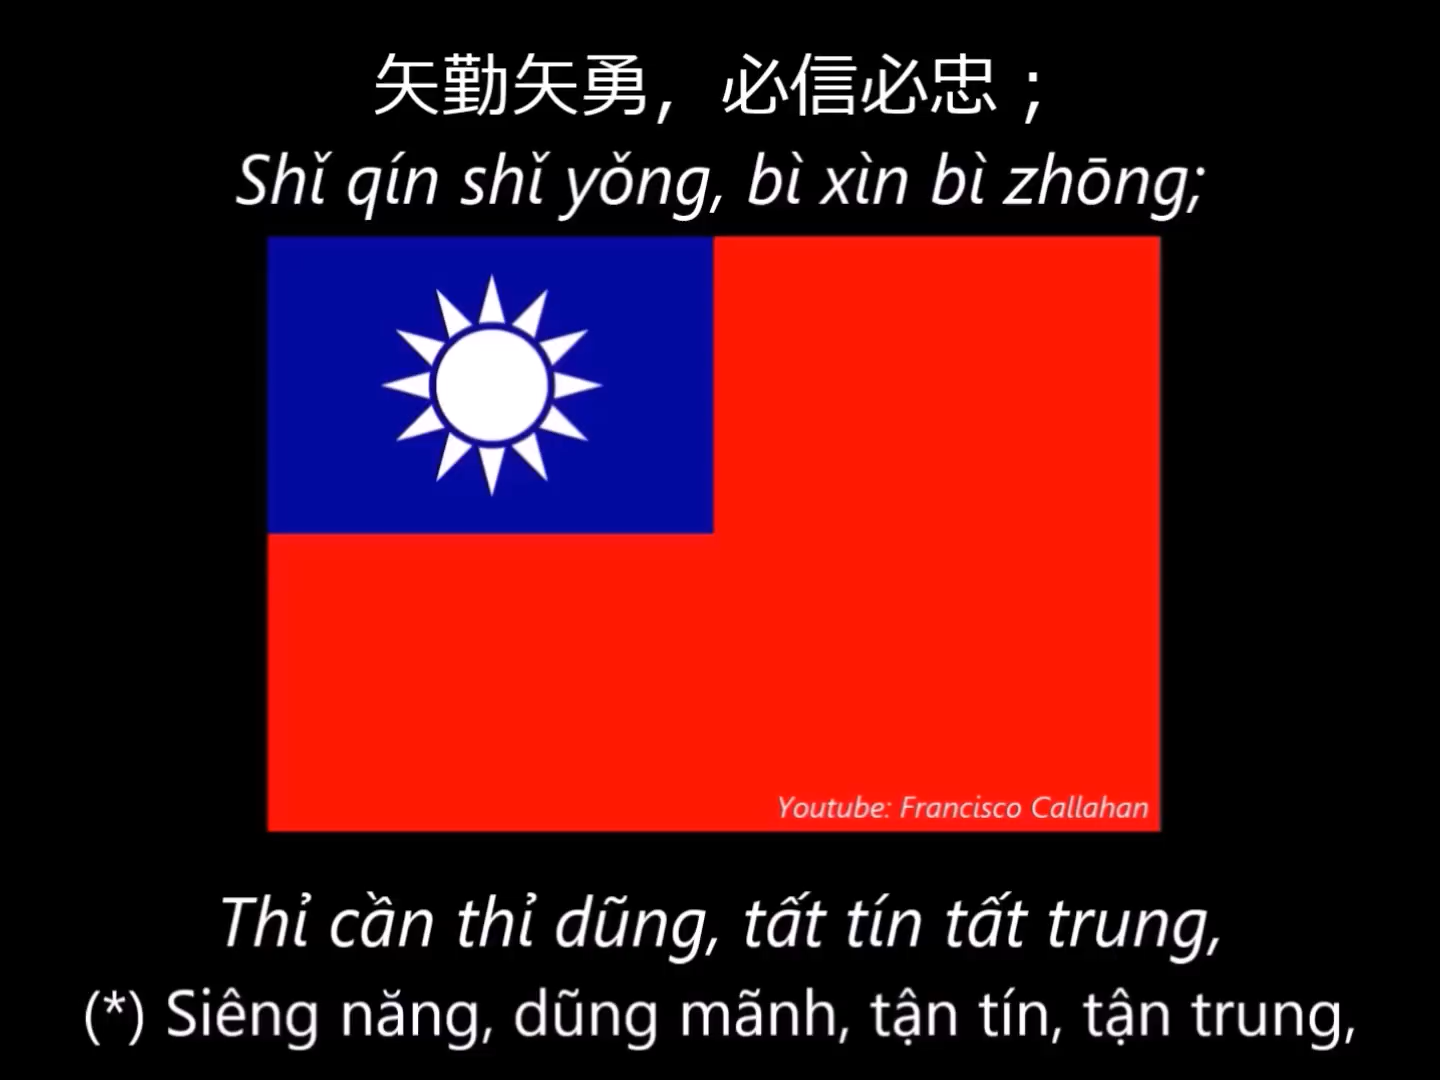 矢勤矢勇，必信必忠；
Shǐ qín shǐ yǒng, bì xìn bì zhōng;
Youtube: Francisco Callahan
Thỉ cần thỉ dũng, tất tín tất trung,
(*) Siêng năng, dũng mãnh, tận tín, tận trung,